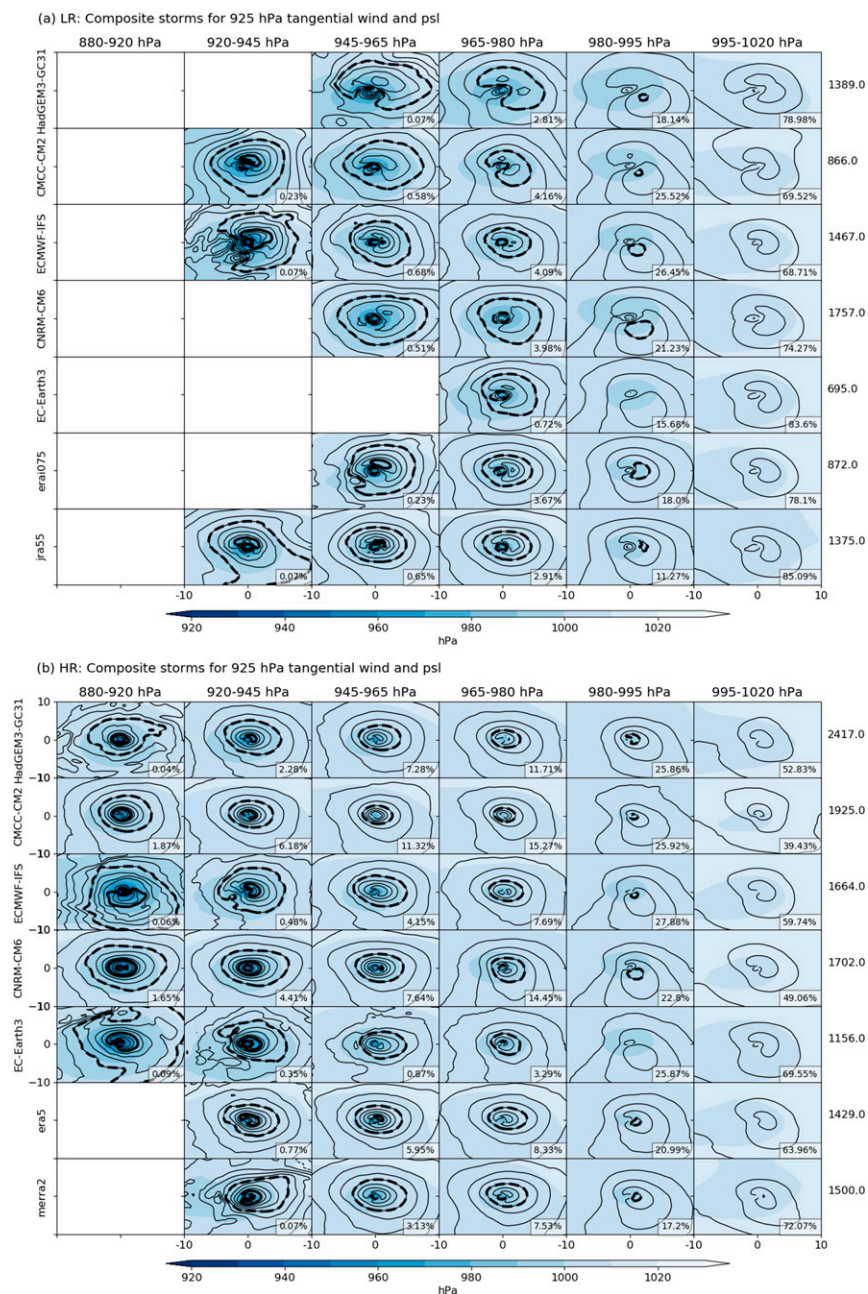 (a) LR: Composite storms for 925 hPa tangential wind and psl
880-920 hPa 920-945 hPa 945-965 hPa 965-980 hPa 980-995 hPa 995-1020 hPa
HadGEM3-GC31 0.07% 2.81% 18.14% 78.98% 1389.0
CMCC-CM2 0.23% 0.58% 4.16% 25.52% 69.52% 866.0
ECMWF-IFS 0.07% 0.68% 4.09% 26.45% 68.71% 1467.0
CNRM-CM6 0.51% 3.98% 21.23% 74.27% 1757.0
EC-Earth3 0.72% 15.68% 83.6% 695.0
erai075 0.23% 3.67% 18.0% 78.1% 872.0
jra55 0.07% 0.65% 2.91% 11.27% 85.09% 1375.0
-10 0 -10 0 -10 0 -10 0 -10 0 10
920 940 960 980 1000 1020
hPa
(b) HR: Composite storms for 925 hPa tangential wind and psl
880-920 hPa 920-945 hPa 945-965 hPa 965-980 hPa 980-995 hPa 995-1020 hPa
10
HadGEM3-GC31 0 0.04% 2.28% 7.28% 11.71% 25.86% 52.83% 2417.0
-10
CMCC-CM2 0 1.87% 6.18% 11.32% 15.27% 25.92% 39.43% 1925.0
-10
ECMWF-IFS 0 0.06% 0.48% 4.15% 7.69% 27.88% 59.74% 1664.0
-10
CNRM-CM6 0 1.65% 4.41% 7.64% 14.45% 22.8% 49.06% 1702.0
-10
EC-Earth3 0 0.09% 0.35% 0.87% 3.29% 25.87% 69.55% 1156.0
-10
era5 0.77% 5.95% 8.33% 20.99% 63.96% 1429.0
merra2 0.07% 3.13% 7.53% 17.2% 72.07% 1500.0
-10 0 -10 0 -10 0 -10 0 -10 0 10
920 940 960 980 1000 1020
hPa